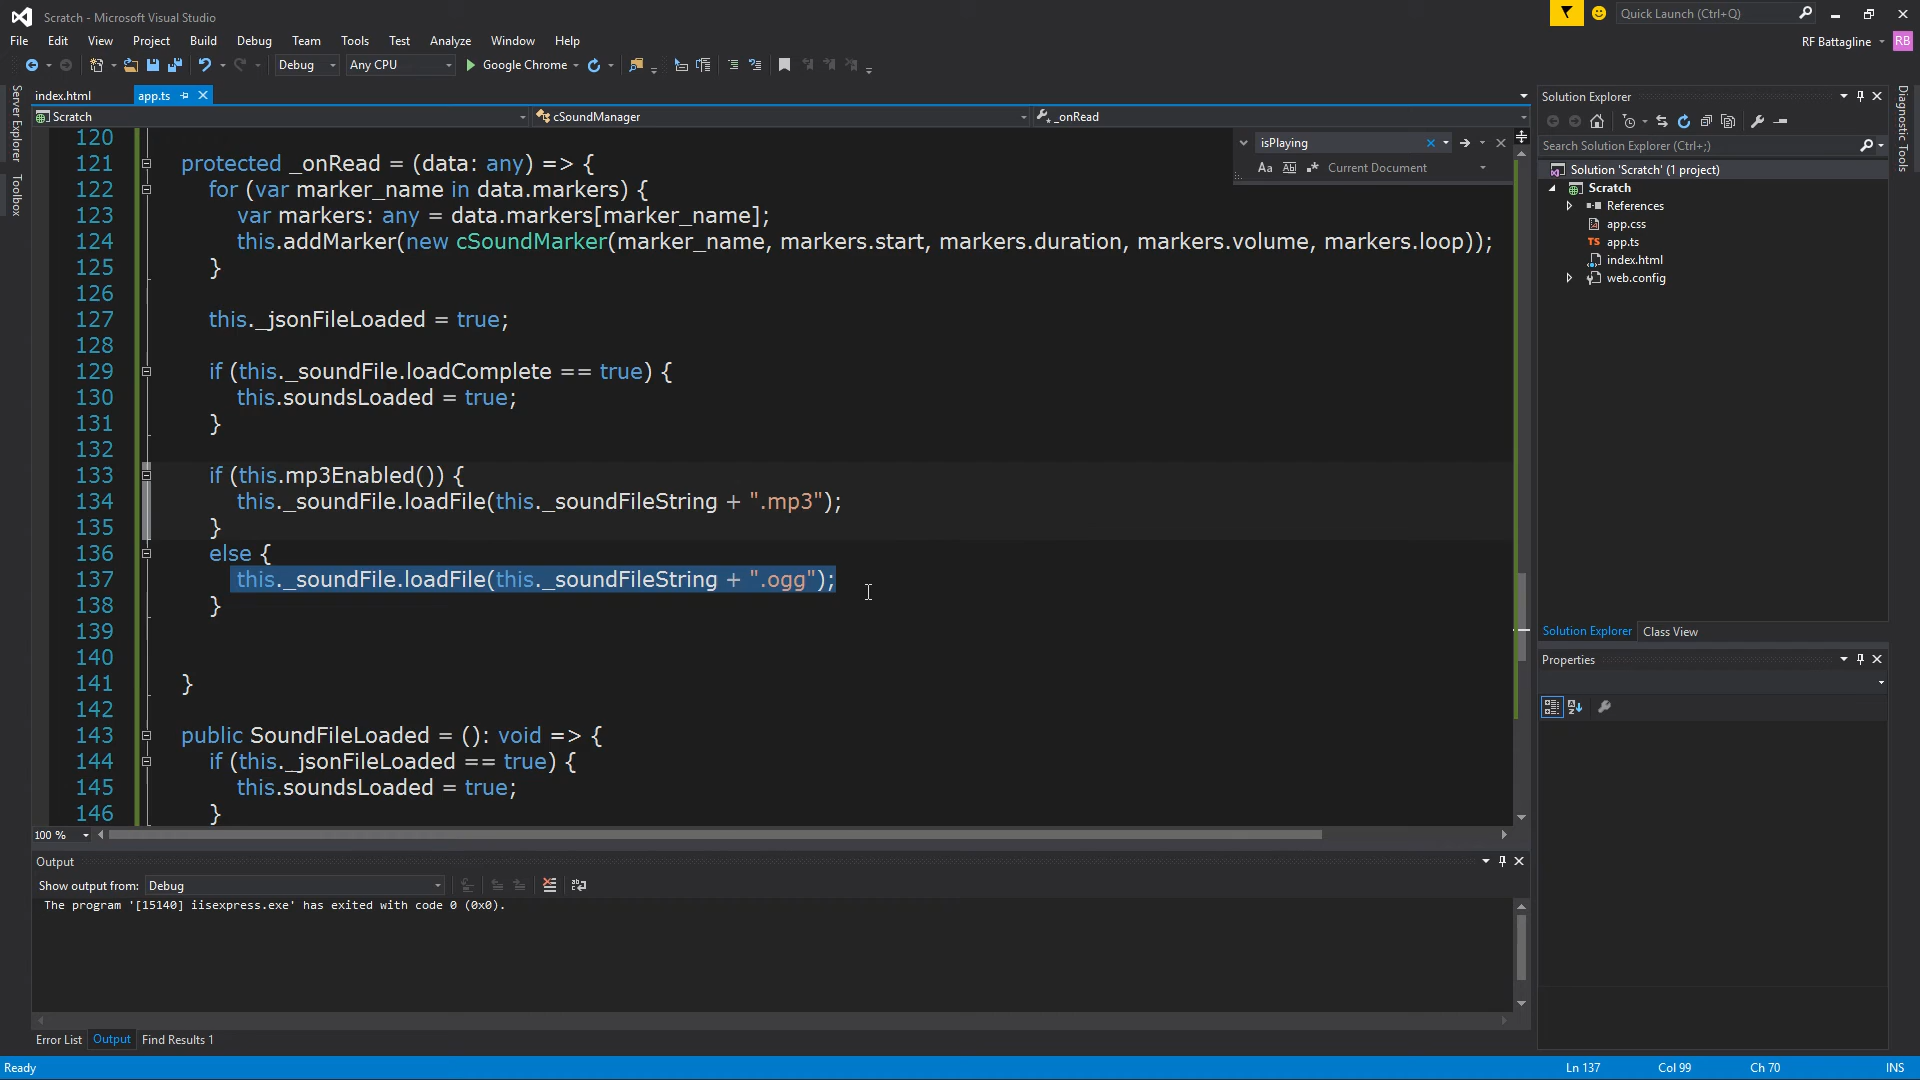 Scratch - Microsoft Visual Studio
Quick Launch (Ctrl+Q)
File Edit View Project Build Debug Team Tools Test Analyze Window Help
RF Battagline RB
Debug Any CPU Google Chrome
Server Explorer
Toolbox
index.html app.ts
Scratch cSoundManager _onRead
isPlaying
Aa Current Document
120
121 protected _onRead = (data: any) => {
122 for (var marker_name in data.markers) {
123 var markers: any = data.markers[marker_name];
124 this.addMarker(new cSoundMarker(marker_name, markers.start, markers.duration, markers.volume, markers.loop));
125 }
126
127 this._jsonFileLoaded = true;
128
129 if (this._soundFile.loadComplete == true) {
130 this.soundsLoaded = true;
131 }
132
133 if (this.mp3Enabled()) {
134 this._soundFile.loadFile(this._soundFileString + ".mp3");
135 }
136 else {
137 this._soundFile.loadFile(this._soundFileString + ".ogg");
138 }
139
140
141 }
142
143 public SoundFileLoaded = (): void => {
144 if (this._jsonFileLoaded == true) {
145 this.soundsLoaded = true;
146 }
100 %
Output
Show output from: Debug
The program '[15140] iisexpress.exe' has exited with code 0 (0x0).
Error List Output Find Results 1
Solution Explorer
Search Solution Explorer (Ctrl+;)
Solution 'Scratch' (1 project)
Scratch
References
app.css
TS app.ts
index.html
web.config
Solution Explorer Class View
Properties
Diagnostic Tools
Ready Ln 137 Col 99 Ch 70 INS